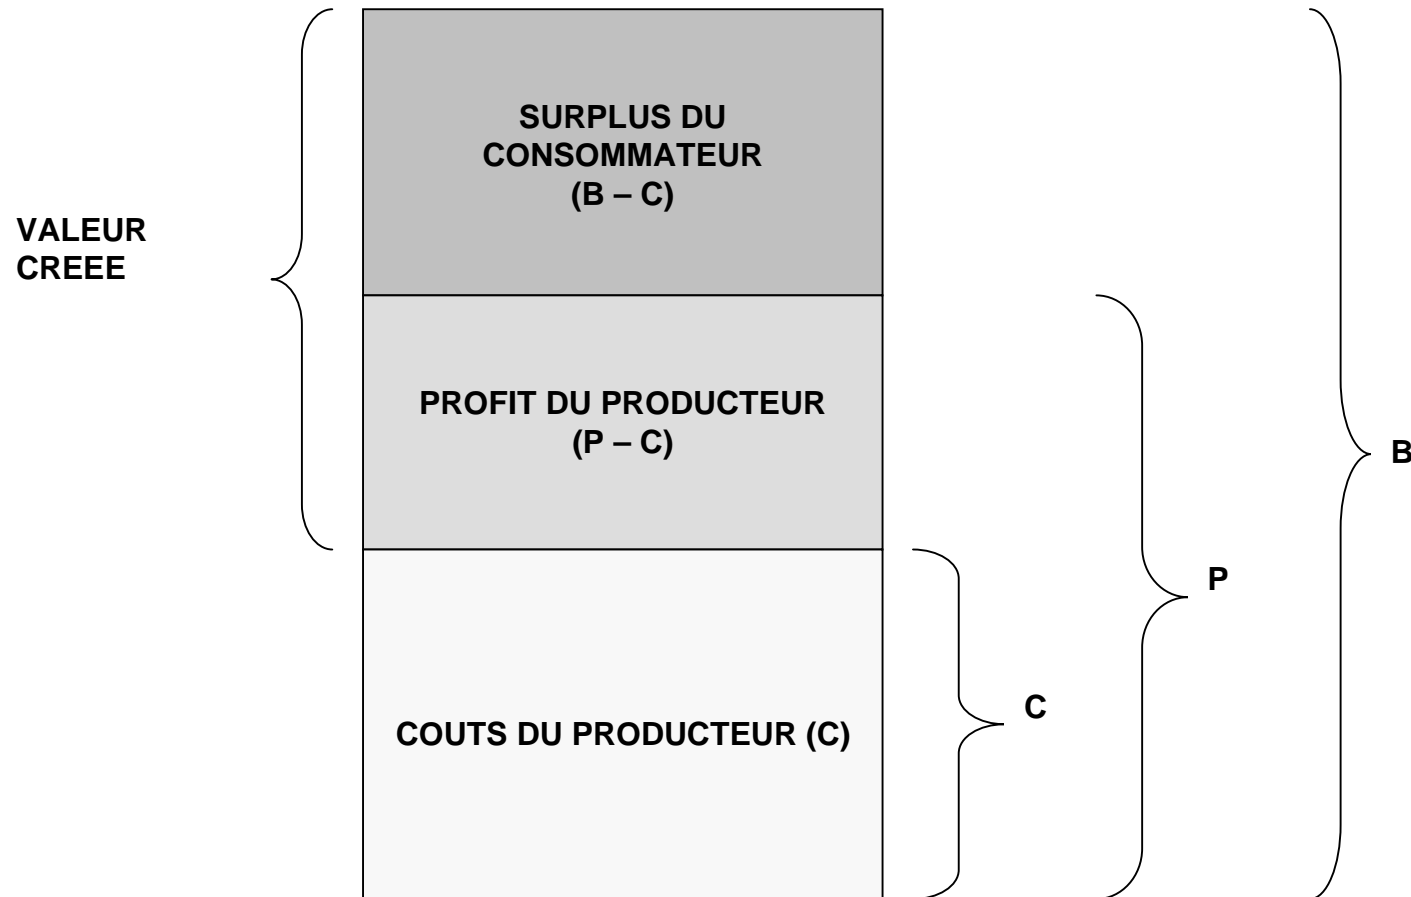 SURPLUS DU
CONSOMMATEUR
(B – C)
VALEUR
CREEE
PROFIT DU PRODUCTEUR
(P – C)
B
P
C
COUTS DU PRODUCTEUR (C)